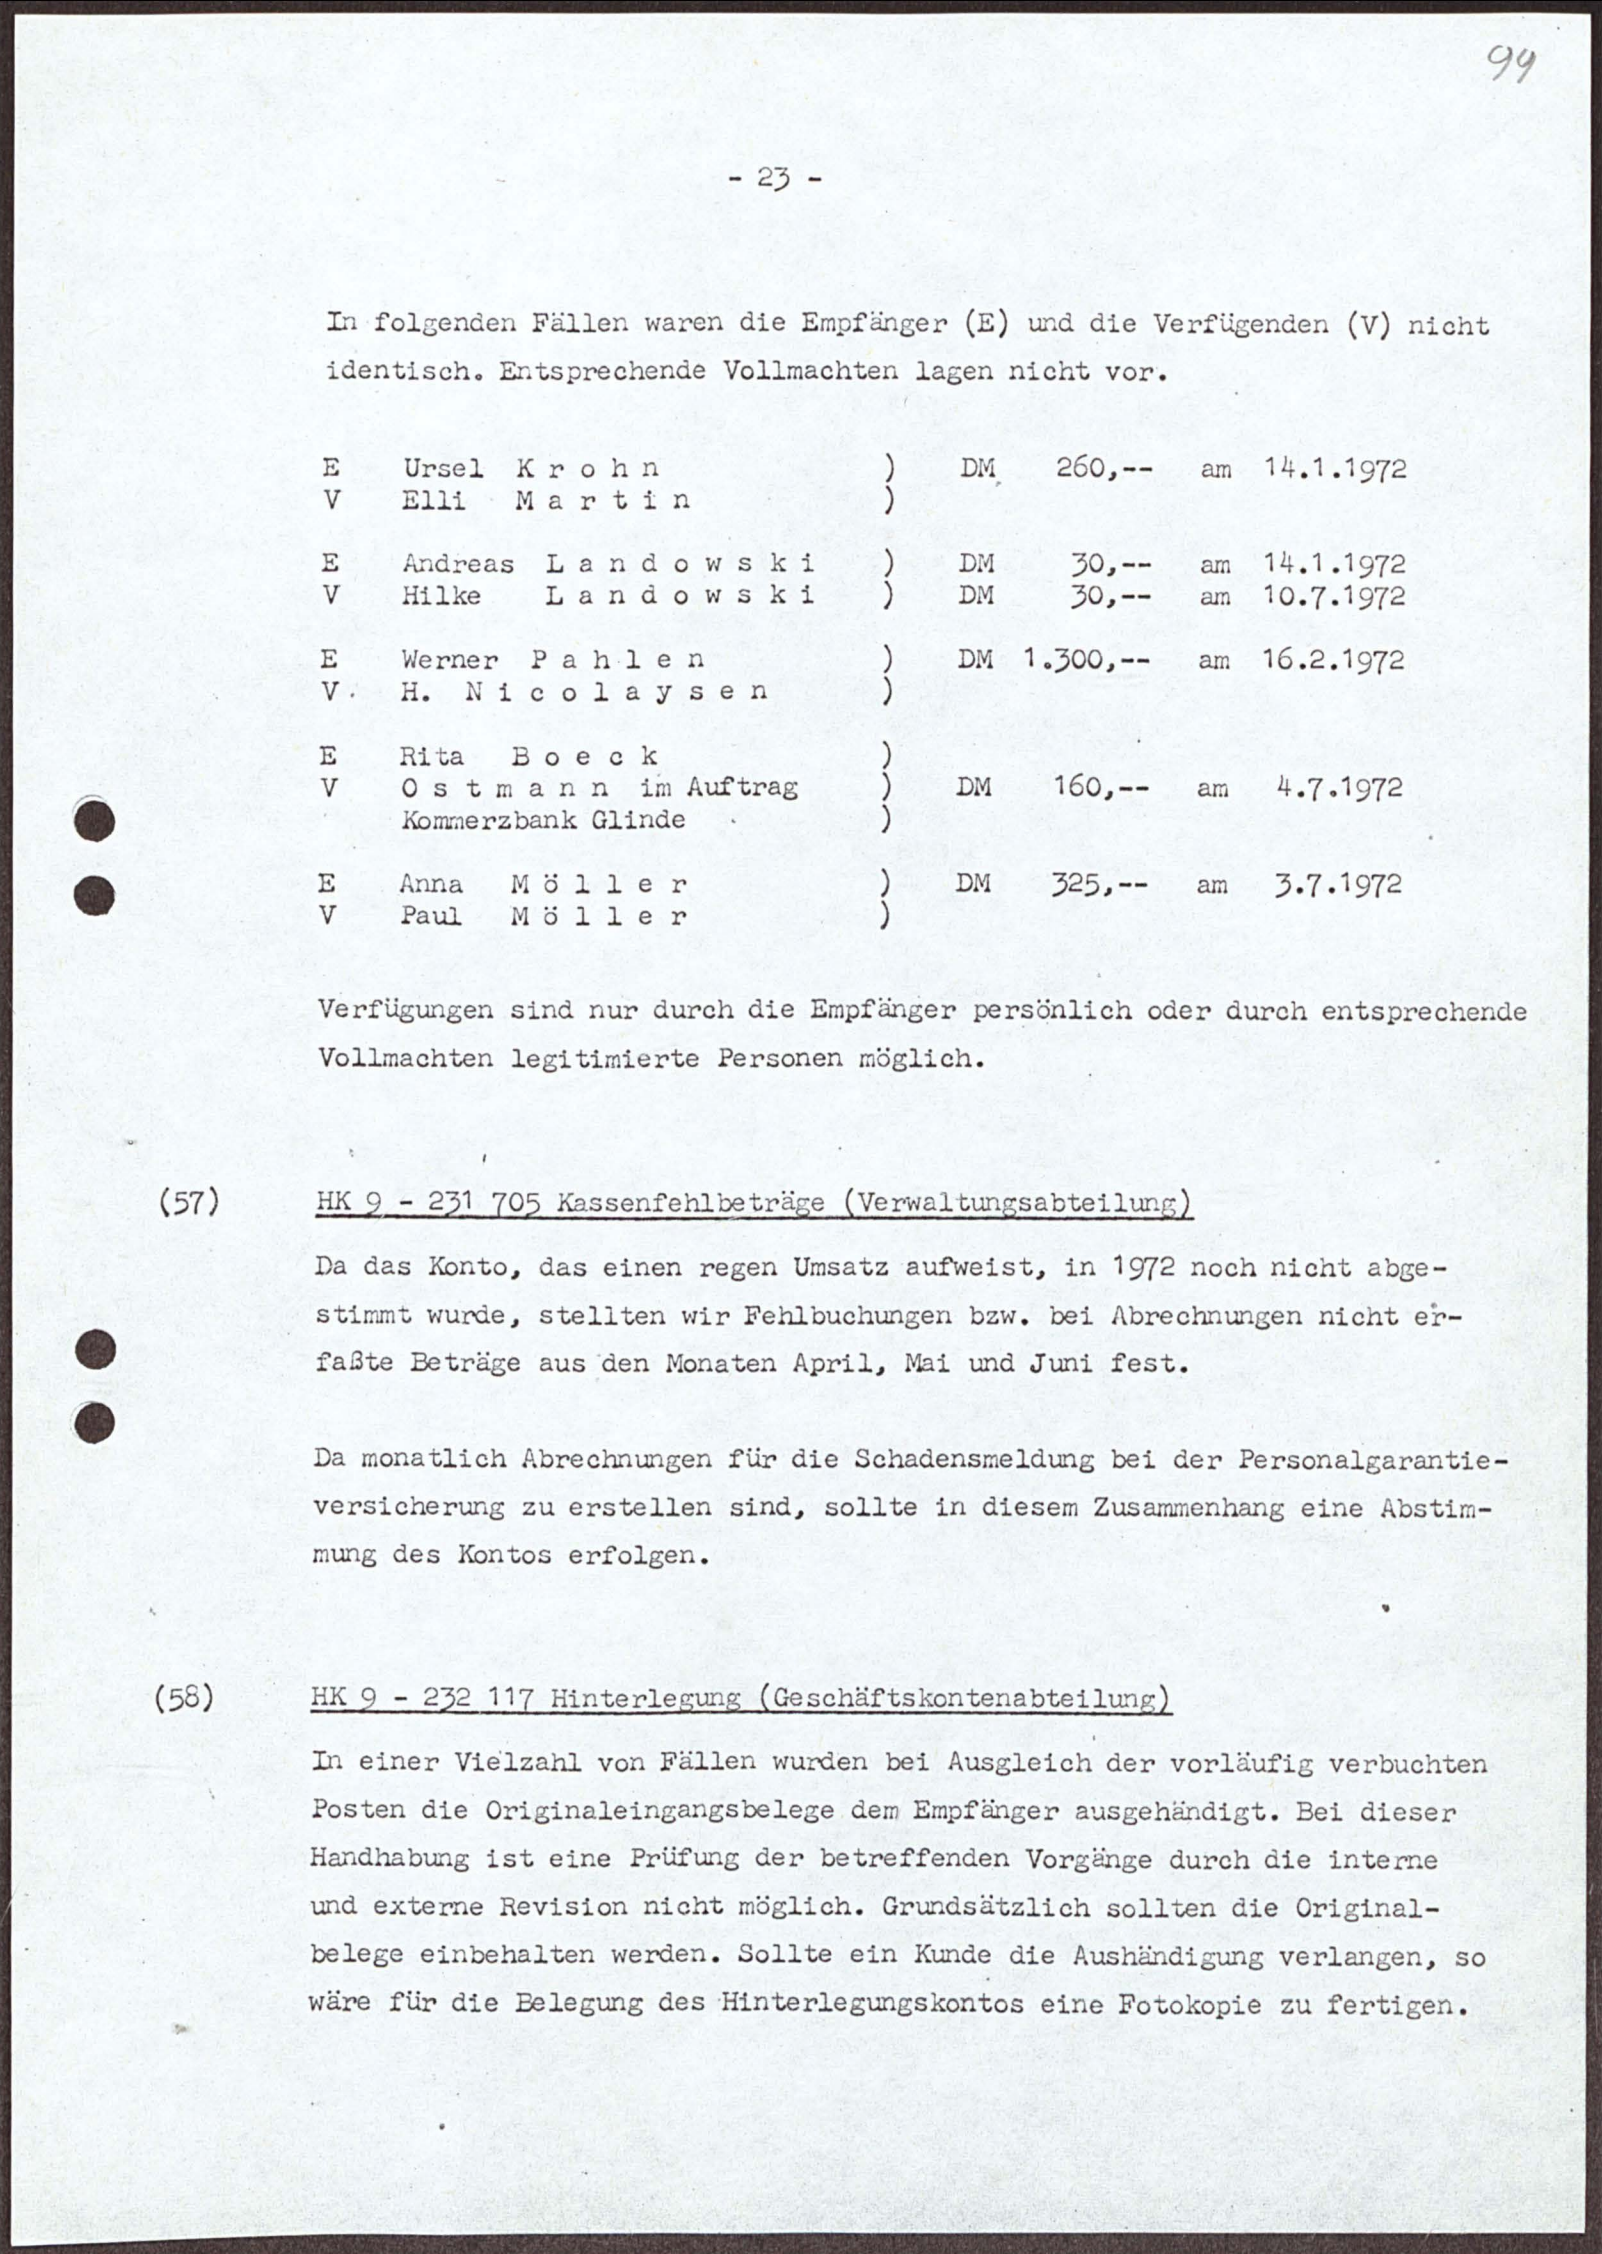 99
- 23 -
In folgenden Fällen waren die Empfänger (E) und die Verfügenden (V) nicht
identisch. Entsprechende Vollmachten lagen nicht vor.
E Ursel K r o h n ) DM 260,-- am 14.1.1972
V Elli M a r t i n )
E Andreas L a n d o w s k i ) DM 30,-- am 14.1.1972
V Hilke L a n d o w s k i ) DM 30,-- am 10.7.1972
E Werner P a h l e n ) DM 1.300,-- am 16.2.1972
V. H. N i c o l a y s e n )
E Rita B o e c k )
V O s t m a n n im Auftrag ) DM 160,-- am 4.7.1972
Kommerzbank Glinde )
E Anna M ö l l e r ) DM 325,-- am 3.7.1972
V Paul M ö l l e r )
Verfügungen sind nur durch die Empfänger persönlich oder durch entsprechende
Vollmachten legitimierte Personen möglich.
(57) HK 9 - 231 705 Kassenfehlbeträge (Verwaltungsabteilung)
Da das Konto, das einen regen Umsatz aufweist, in 1972 noch nicht abge-
stimmt wurde, stellten wir Fehlbuchungen bzw. bei Abrechnungen nicht er-
faßte Beträge aus den Monaten April, Mai und Juni fest.
Da monatlich Abrechnungen für die Schadensmeldung bei der Personalgarantie-
versicherung zu erstellen sind, sollte in diesem Zusammenhang eine Abstim-
mung des Kontos erfolgen.
(58) HK 9 - 232 117 Hinterlegung (Geschäftskontenabteilung)
In einer Vielzahl von Fällen wurden bei Ausgleich der vorläufig verbuchten
Posten die Originaleingangsbelege dem Empfänger ausgehändigt. Bei dieser
Handhabung ist eine Prüfung der betreffenden Vorgänge durch die interne
und externe Revision nicht möglich. Grundsätzlich sollten die Original-
belege einbehalten werden. Sollte ein Kunde die Aushändigung verlangen, so
wäre für die Belegung des Hinterlegungskontos eine Fotokopie zu fertigen.